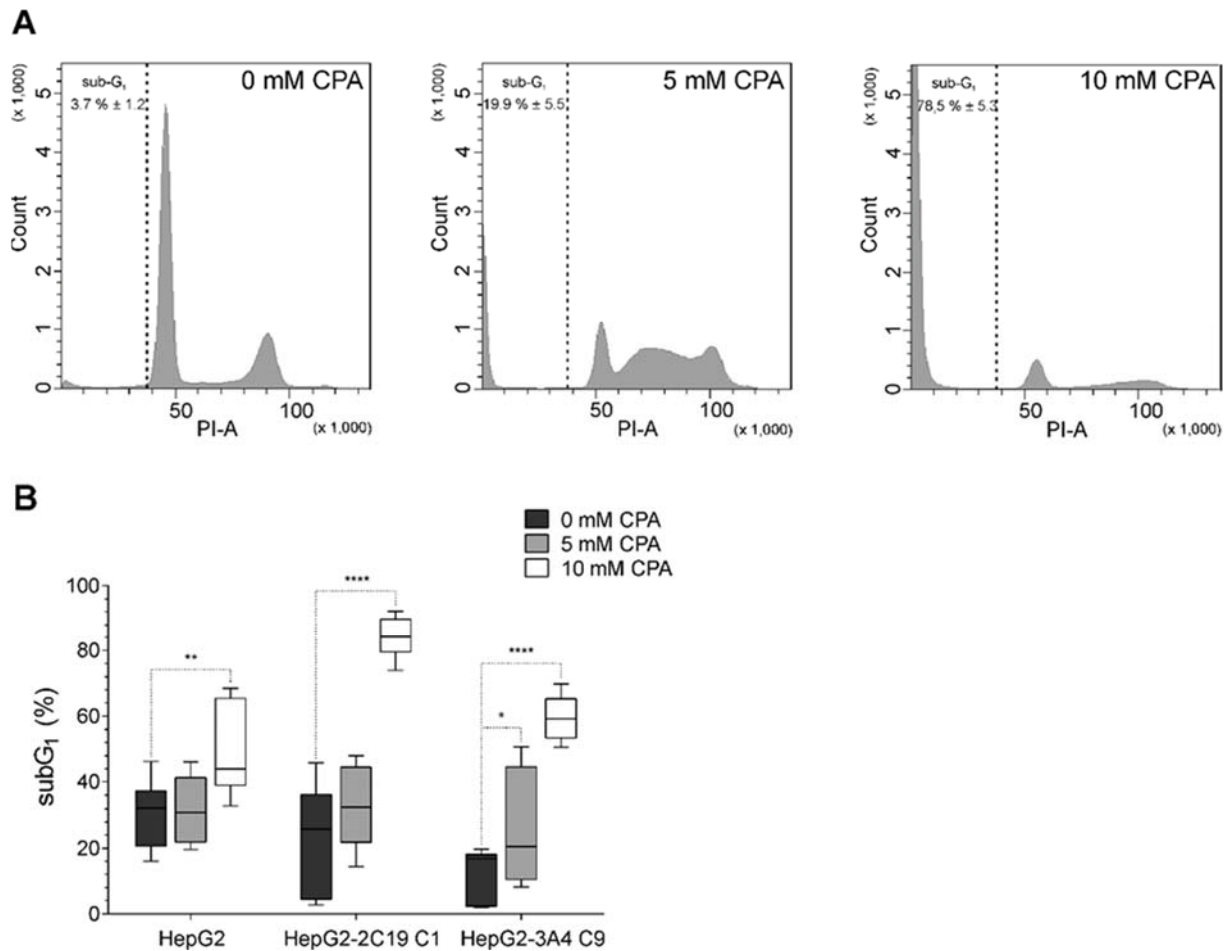 A
(x 1,000)
5
4
3
2
1
0
Count
sub-G₁
3.7 % ± 1.2
0 mM CPA
50
100
PI-A
(x 1,000)
(x 1,000)
5
4
3
2
1
0
Count
sub-G₁
19.9 % ± 5.5
5 mM CPA
50
100
PI-A
(x 1,000)
(x 1,000)
5
4
3
2
1
0
Count
sub-G₁
78,5 % ± 5.3
10 mM CPA
50
100
PI-A
(x 1,000)
B
0 mM CPA
5 mM CPA
10 mM CPA
subG₁ (%)
100
80
60
40
20
0
**
****
*
****
HepG2
HepG2-2C19 C1
HepG2-3A4 C9